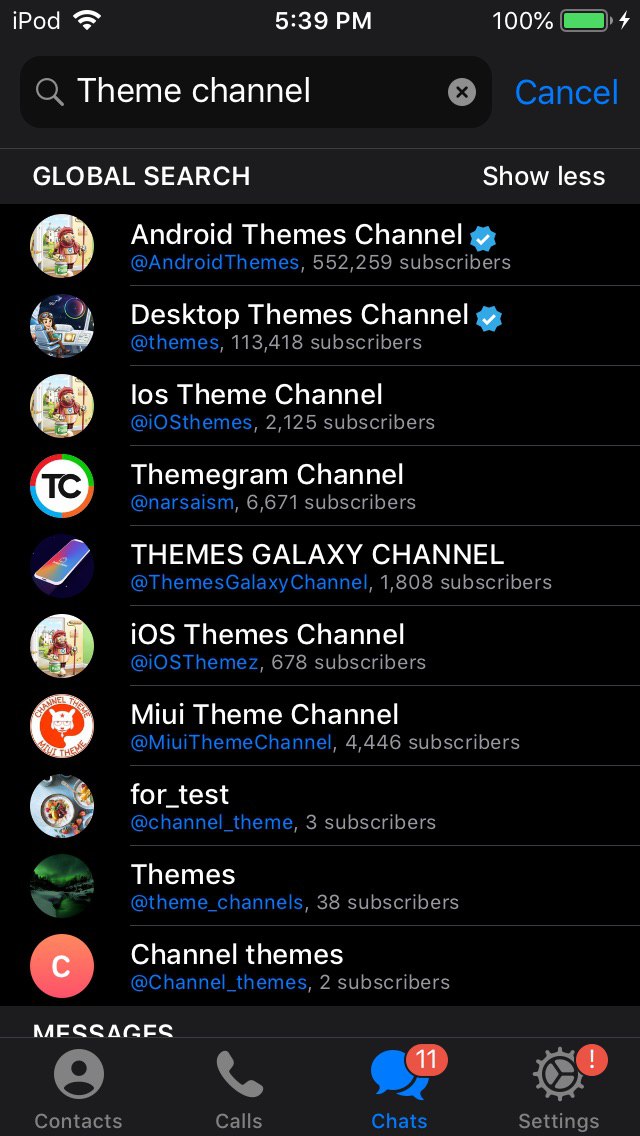 iPod 5:39 PM 100%
Theme channel Cancel
GLOBAL SEARCH Show less
Android Themes Channel
@AndroidThemes, 552,259 subscribers
Desktop Themes Channel
@themes, 113,418 subscribers
Ios Theme Channel
@iOSthemes, 2,125 subscribers
TC
Themegram Channel
@narsaism, 6,671 subscribers
THEMES GALAXY CHANNEL
@ThemesGalaxyChannel, 1,808 subscribers
iOS Themes Channel
@iOSThemez, 678 subscribers
CHANNEL THEME
MIUI THEME
Miui Theme Channel
@MiuiThemeChannel, 4,446 subscribers
for_test
@channel_theme, 3 subscribers
Themes
@theme_channels, 38 subscribers
C
Channel themes
@Channel_themes, 2 subscribers
MESSAGES
11 !
Contacts Calls Chats Settings